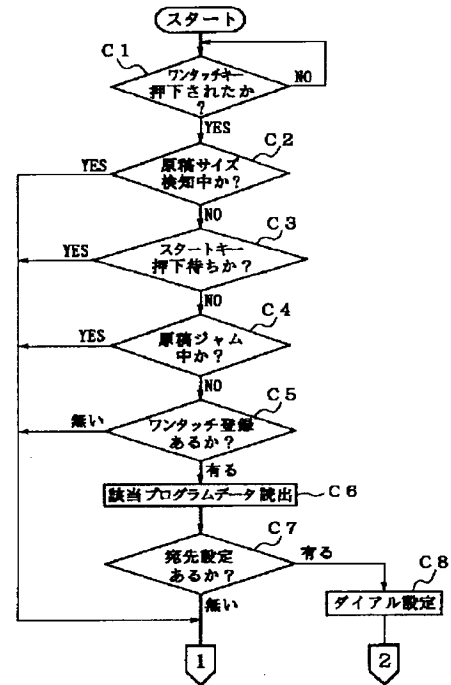 スタート
C1
ワンタッチキー
押下されたか
?
NO
YES
C2
原稿サイズ
検知中か?
YES
NO
C3
スタートキー
押下待ちか?
YES
NO
C4
原稿ジャム
中か?
YES
NO
C5
ワンタッチ登録
あるか?
無い
有る
該当プログラムデータ読出
C6
C7
宛先設定
あるか?
有る
無い
C8
ダイアル設定
1
2